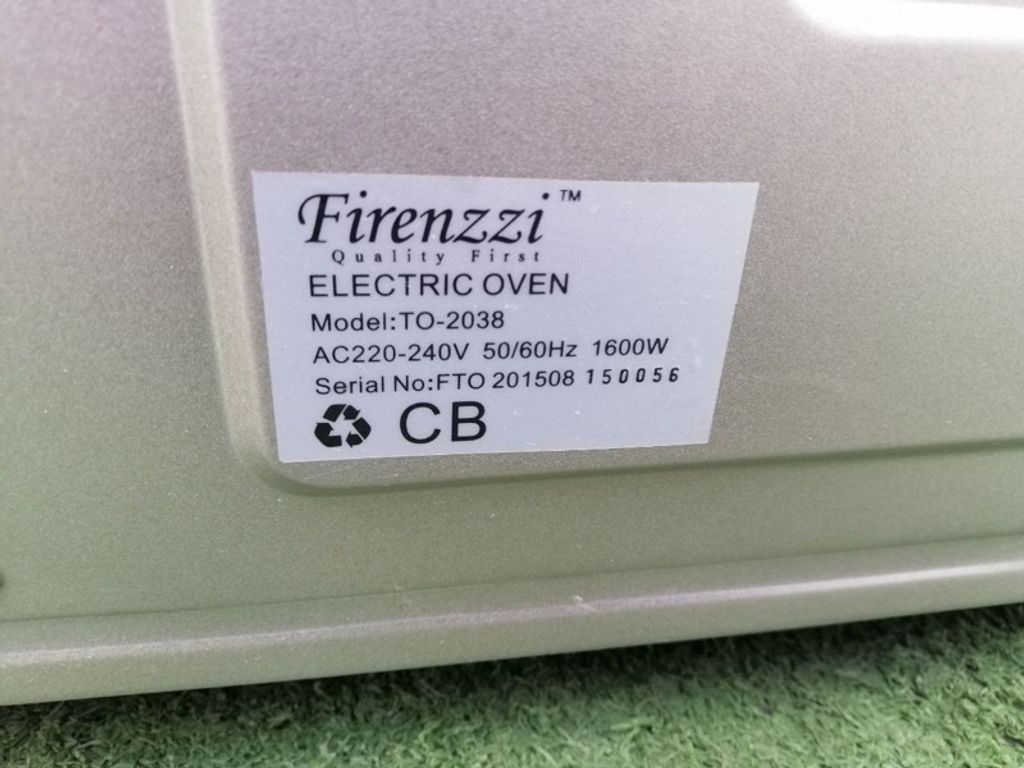 Firenzzi™
Quality First
ELECTRIC OVEN
Model:TO-2038
AC220-240V 50/60Hz 1600W
Serial No:FTO 201508 150056
CB